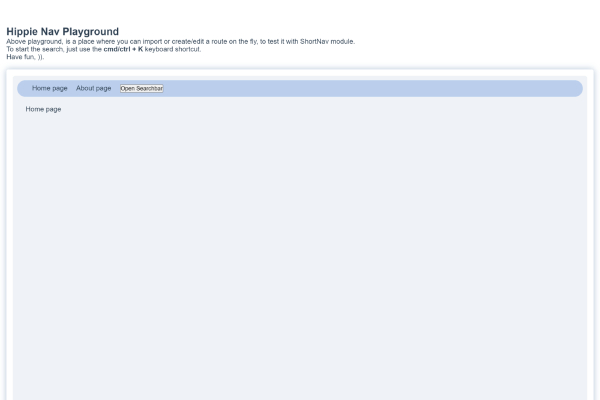 Hippie Nav Playground
Above playground, is a place where you can import or create/edit a route on the fly, to test it with ShortNav module.
To start the search, just use the cmd/ctrl + K keyboard shortcut.
Have fun, )).
Home page About page Open Searchbar
Home page